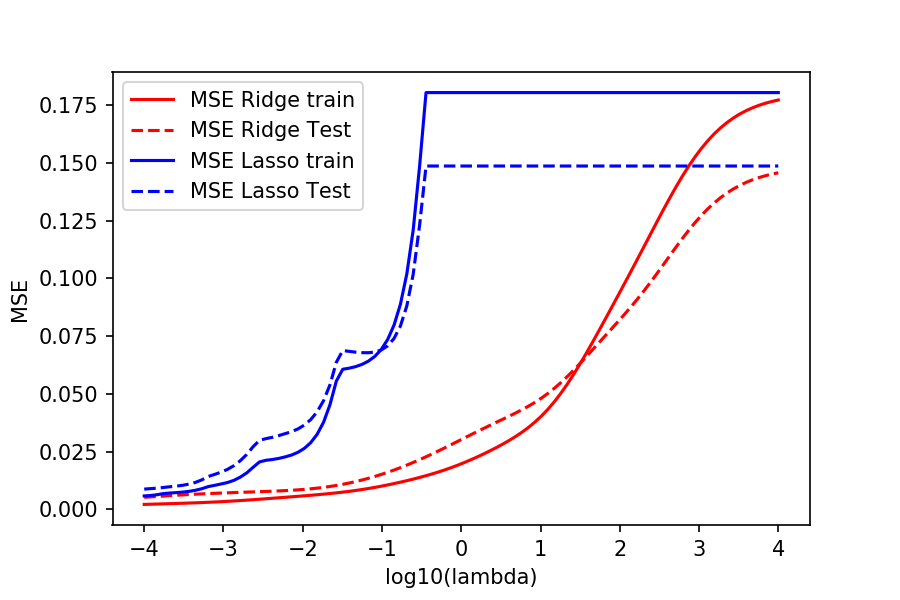 MSE Ridge train
MSE Ridge Test
MSE Lasso train
MSE Lasso Test
0.175
0.150
0.125
0.100
0.075
0.050
0.025
0.000
MSE
−4 −3 −2 −1 0 1 2 3 4
log10(lambda)